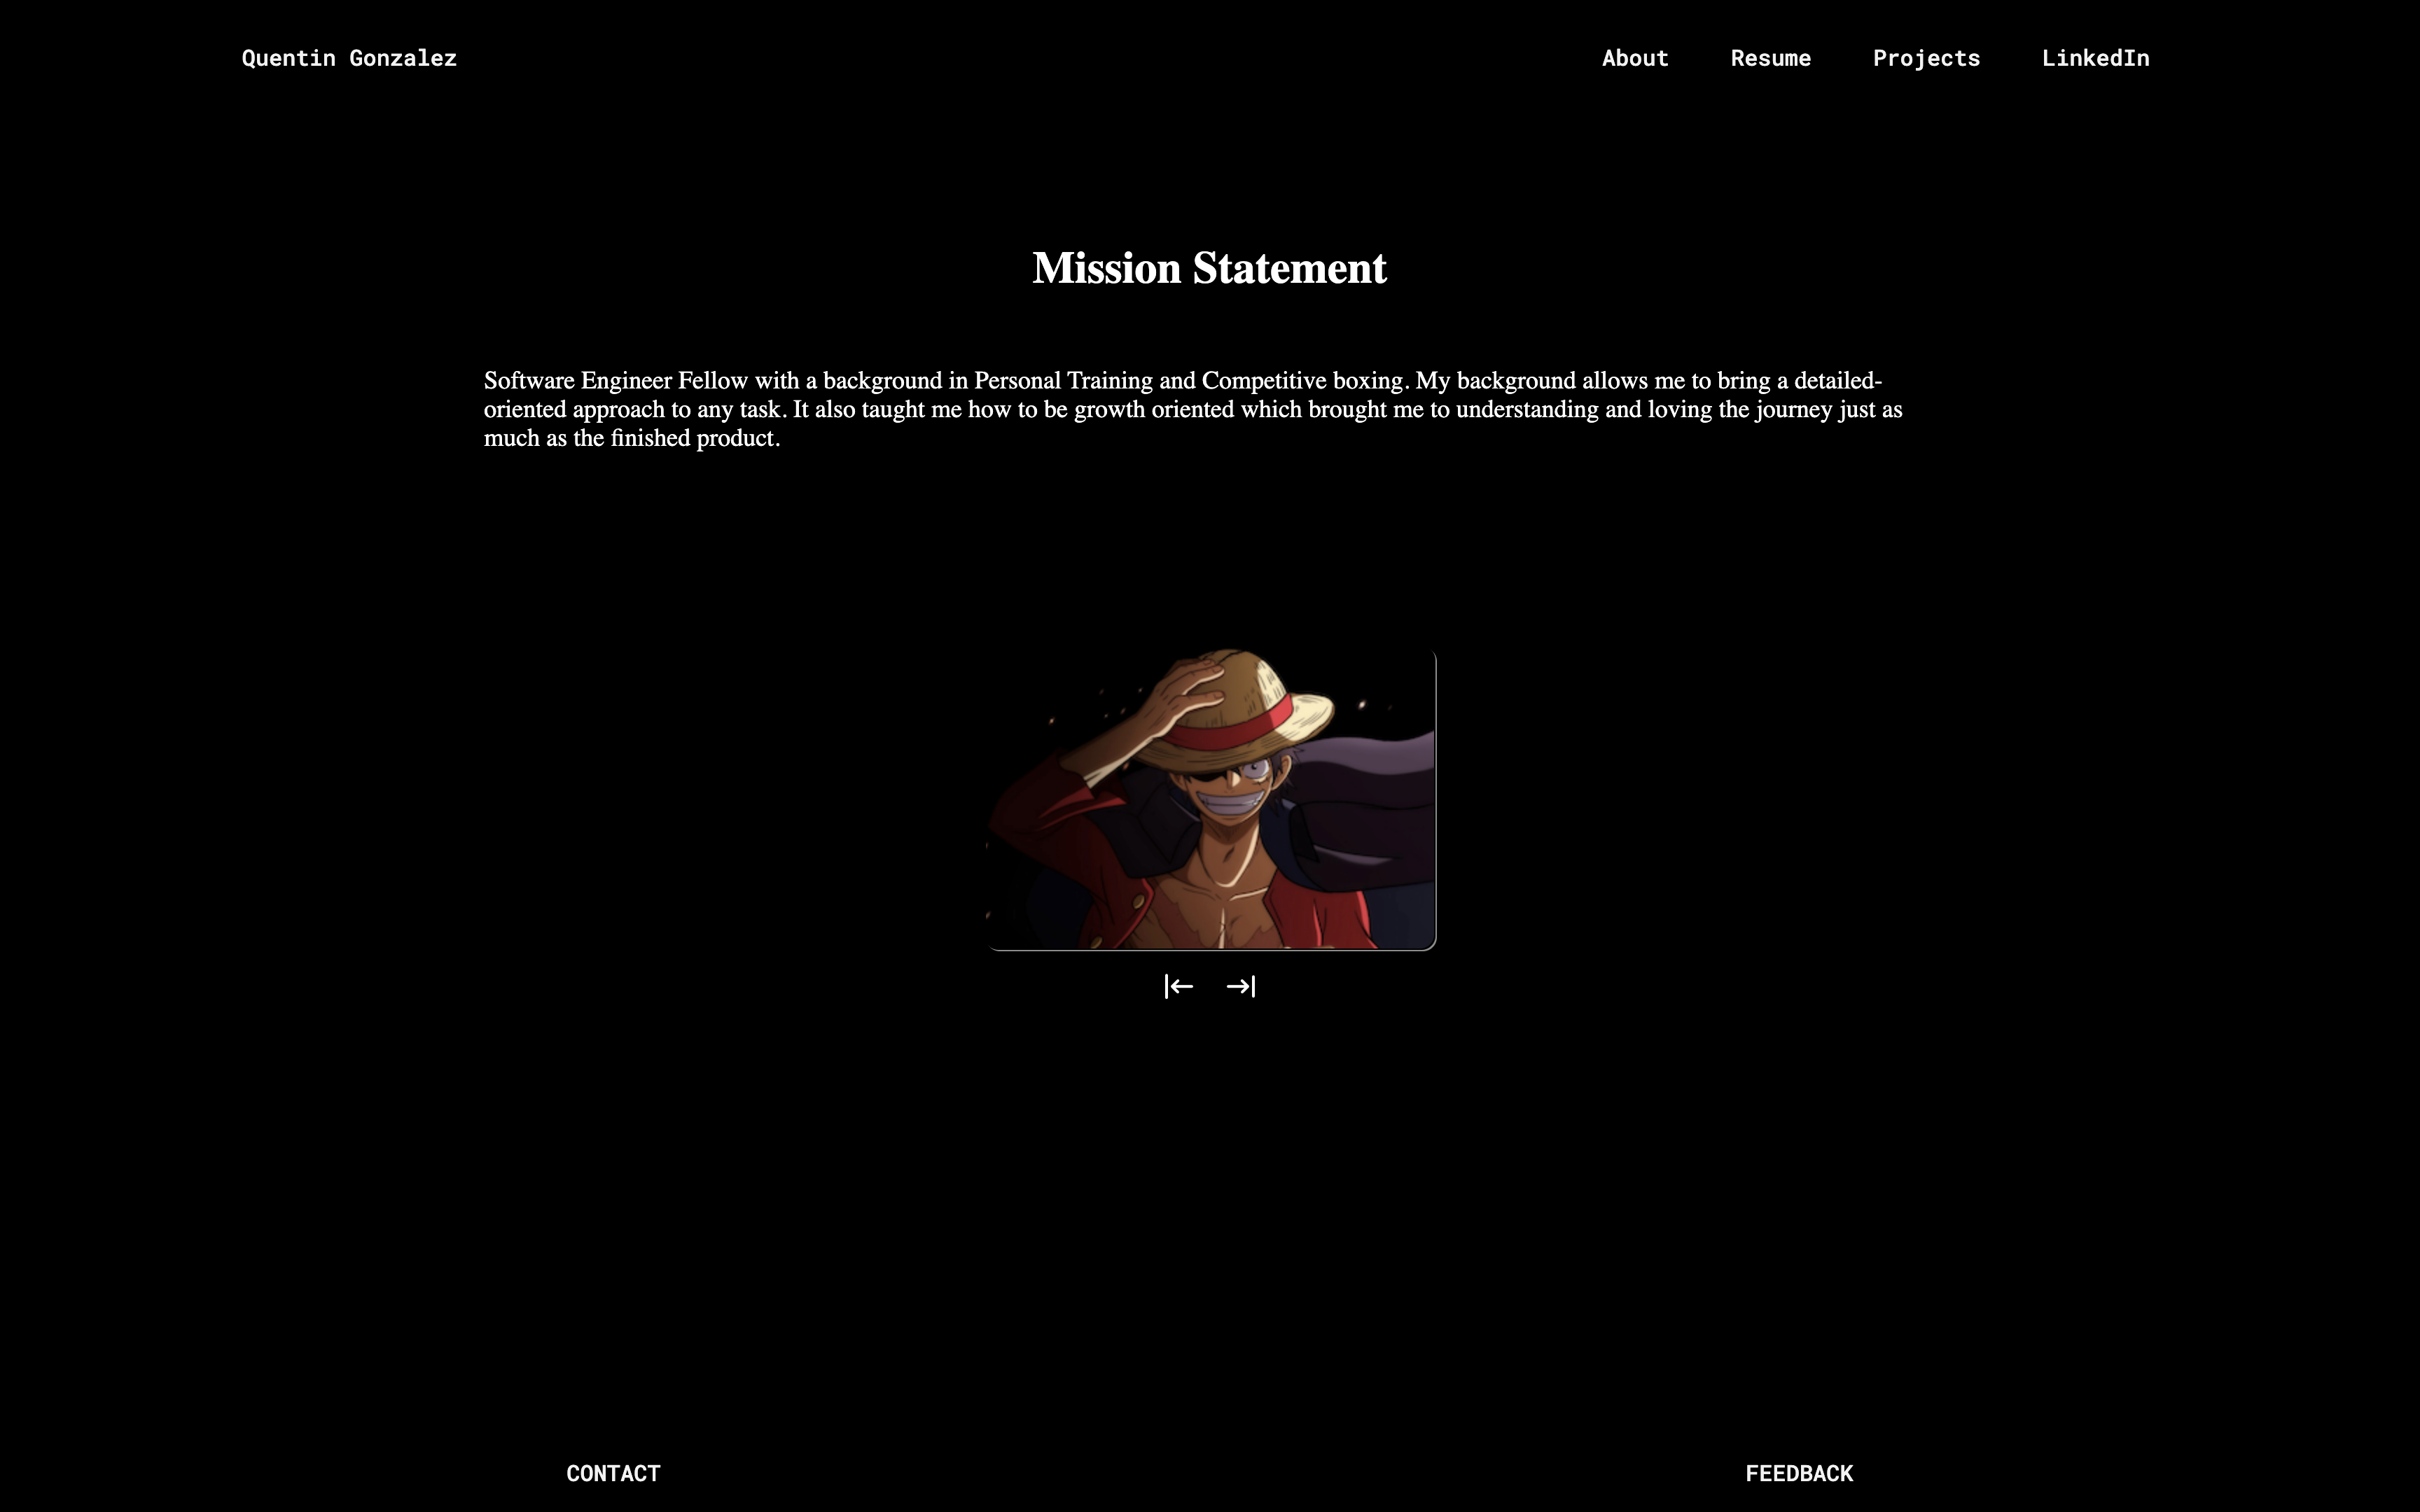 Quentin Gonzalez
About
Resume
Projects
LinkedIn
Mission Statement
Software Engineer Fellow with a background in Personal Training and Competitive boxing. My background allows me to bring a detailed-
oriented approach to any task. It also taught me how to be growth oriented which brought me to understanding and loving the journey just as
much as the finished product.
CONTACT
FEEDBACK